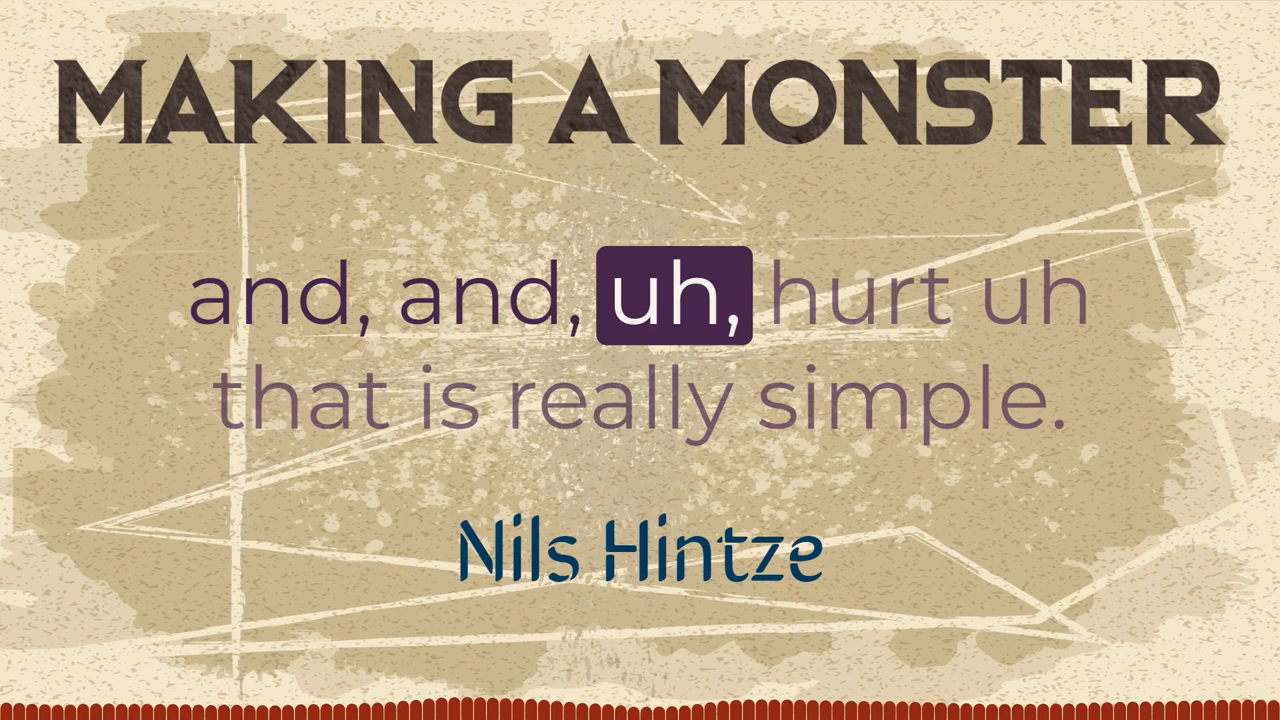 MAKING A MONSTER
and, and, uh, hurt uh
that is really simple.
Nils Hintze